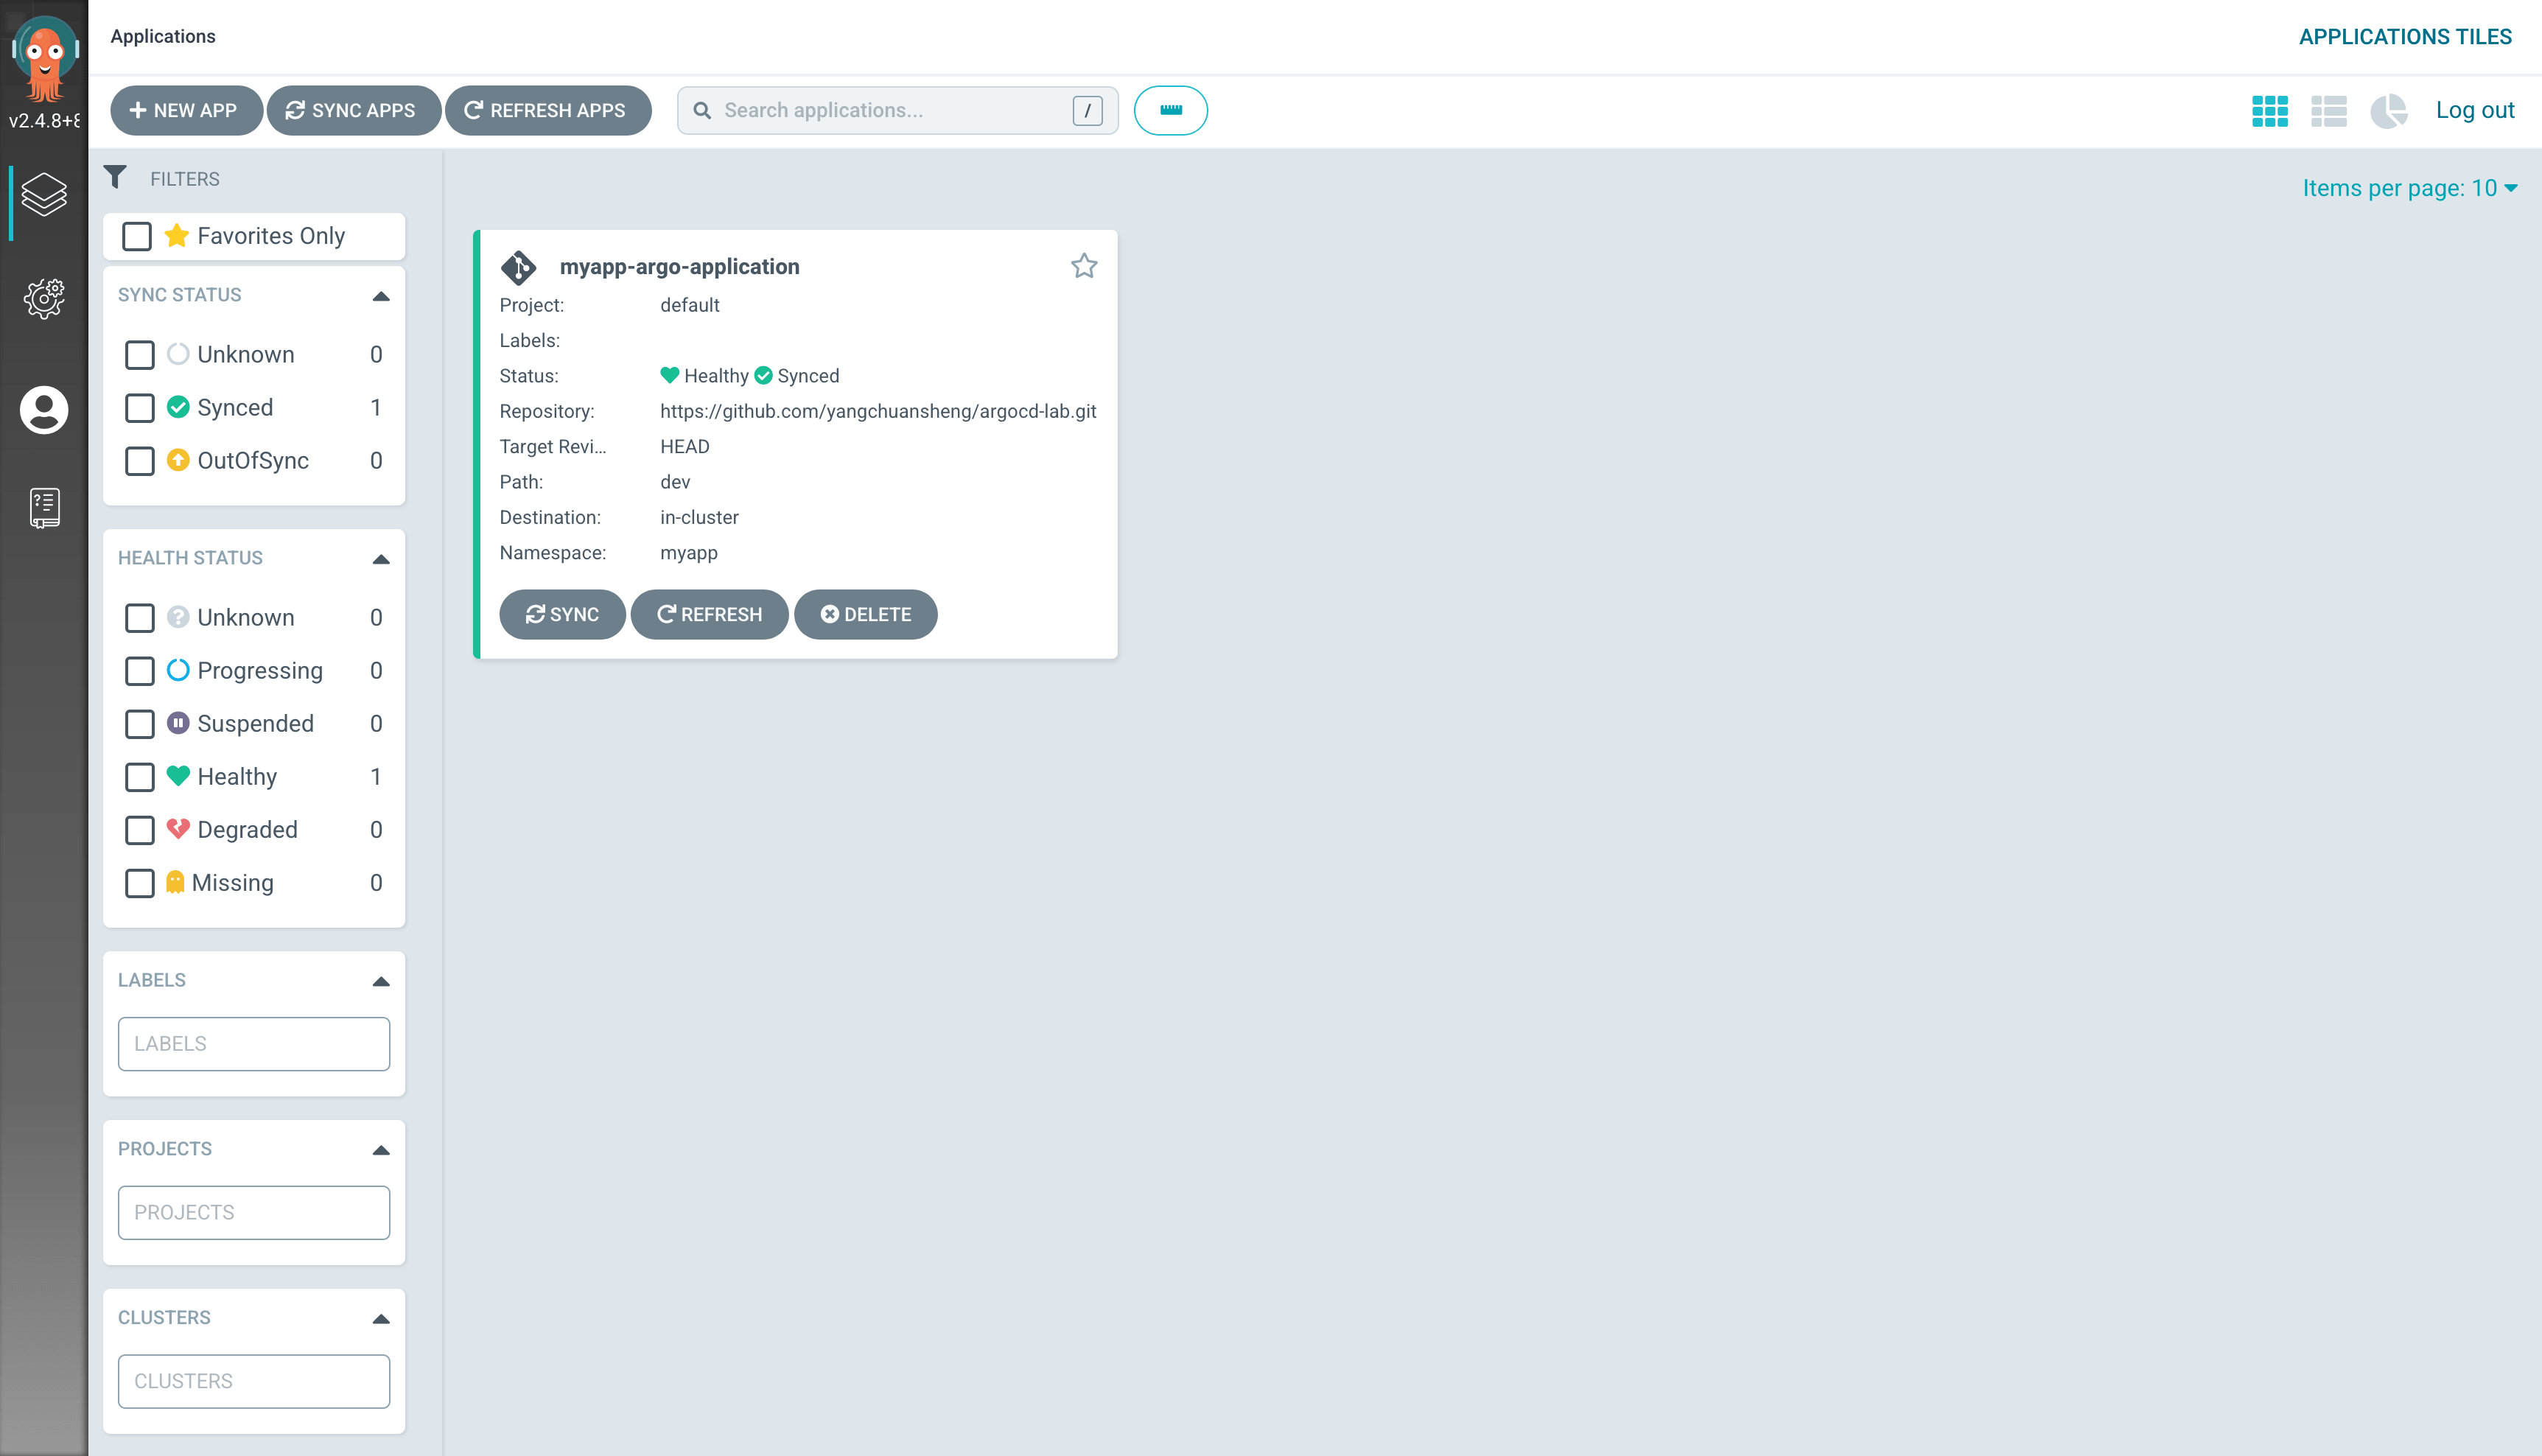 Applications
APPLICATIONS TILES
v2.4.8+8
NEW APP
SYNC APPS
REFRESH APPS
Search applications...
/
Log out
FILTERS
Items per page: 10
Favorites Only
SYNC STATUS
Unknown 0
Synced 1
OutOfSync 0
HEALTH STATUS
Unknown 0
Progressing 0
Suspended 0
Healthy 1
Degraded 0
Missing 0
LABELS
LABELS
PROJECTS
PROJECTS
CLUSTERS
CLUSTERS
myapp-argo-application
Project: default
Labels:
Status: Healthy Synced
Repository: https://github.com/yangchuansheng/argocd-lab.git
Target Revi... HEAD
Path: dev
Destination: in-cluster
Namespace: myapp
SYNC
REFRESH
DELETE